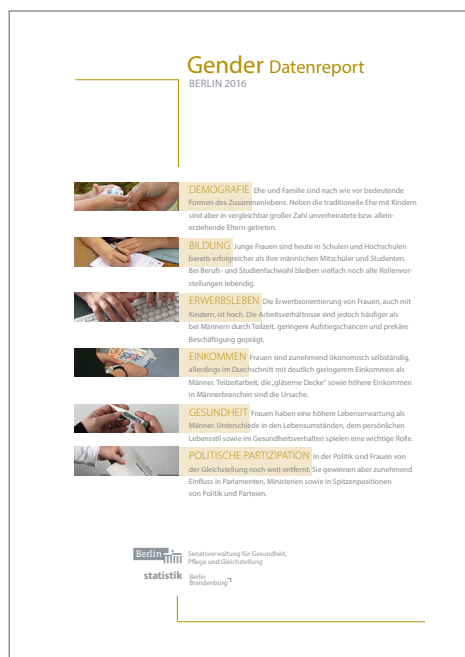 Gender Datenreport
BERLIN 2016
DEMOGRAFIE Ehe und Familie sind nach wie vor bedeutende
Formen des Zusammenlebens. Neben die traditionelle Ehe mit Kindern
sind aber in vergleichbar großer Zahl unverheiratete bzw. allein-
erziehende Eltern getreten.
BILDUNG Junge Frauen sind heute in Schulen und Hochschulen
bereits erfolgreicher als ihre männlichen Mitschüler und Studenten.
Bei Berufs- und Studienfachwahl bleiben vielfach noch alte Rollenvor-
stellungen lebendig.
ERWERBSLEBEN Die Erwerbsorientierung von Frauen, auch mit
Kindern, ist hoch. Die Arbeitsverhältnisse sind jedoch häufiger als
bei Männern durch Teilzeit, geringere Aufstiegschancen und prekäre
Beschäftigung geprägt.
EINKOMMEN Frauen sind zunehmend ökonomisch selbständig,
allerdings im Durchschnitt mit deutlich geringerem Einkommen als
Männer. Teilzeitarbeit, die „gläserne Decke" sowie höhere Einkommen
in Männerbranchen sind die Ursache.
GESUNDHEIT Frauen haben eine höhere Lebenserwartung als
Männer. Unterschiede in den Lebensumständen, dem persönlichen
Lebensstil sowie im Gesundheitsverhalten spielen eine wichtige Rolle.
POLITISCHE PARTIZIPATION In der Politik sind Frauen von
der Gleichstellung noch weit entfernt. Sie gewinnen aber zunehmend
Einfluss in Parlamenten, Ministerien sowie in Spitzenpositionen
von Politik und Parteien.
Berlin Senatsverwaltung für Gesundheit,
Pflege und Gleichstellung
statistik Berlin
Brandenburg